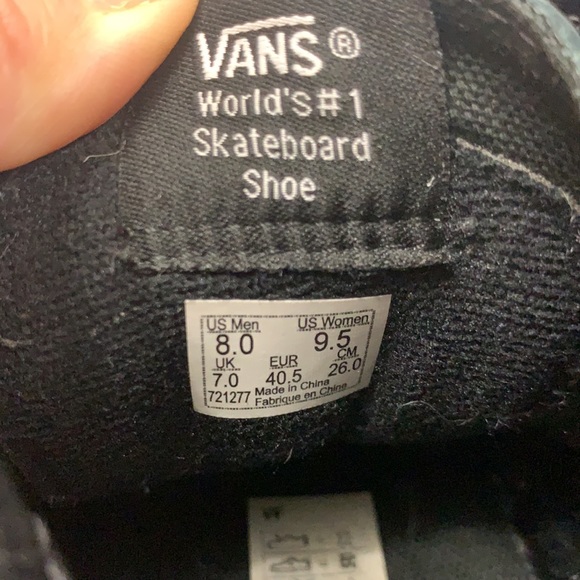 VANS®
World's #1
Skateboard
Shoe
US Men US Women
8.0 9.5
UK EUR CM
7.0 40.5 26.0
721277 Made in China
Fabrique en Chine